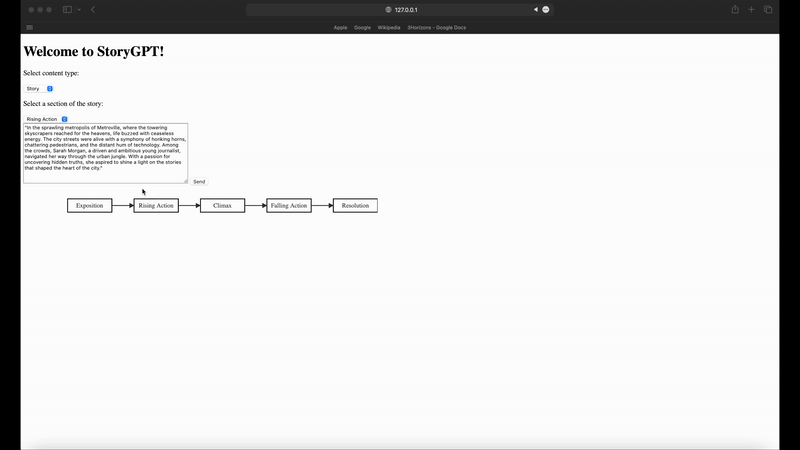 127.0.0.1
Apple Google Wikipedia 3Horizons - Google Docs
Welcome to StoryGPT!
Select content type:
Story
Select a section of the story:
Rising Action
"In the sprawling metropolis of Metroville, where the towering
skyscrapers reached for the heavens, life buzzed with ceaseless
energy. The city streets were alive with a symphony of honking horns,
chattering pedestrians, and the distant hum of technology. Among
the crowds, Sarah Morgan, a driven and ambitious young journalist,
navigated her way through the urban jungle. With a passion for
uncovering hidden truths, she aspired to shine a light on the stories
that shaped the heart of the city."
Send
Exposition Rising Action Climax Falling Action Resolution